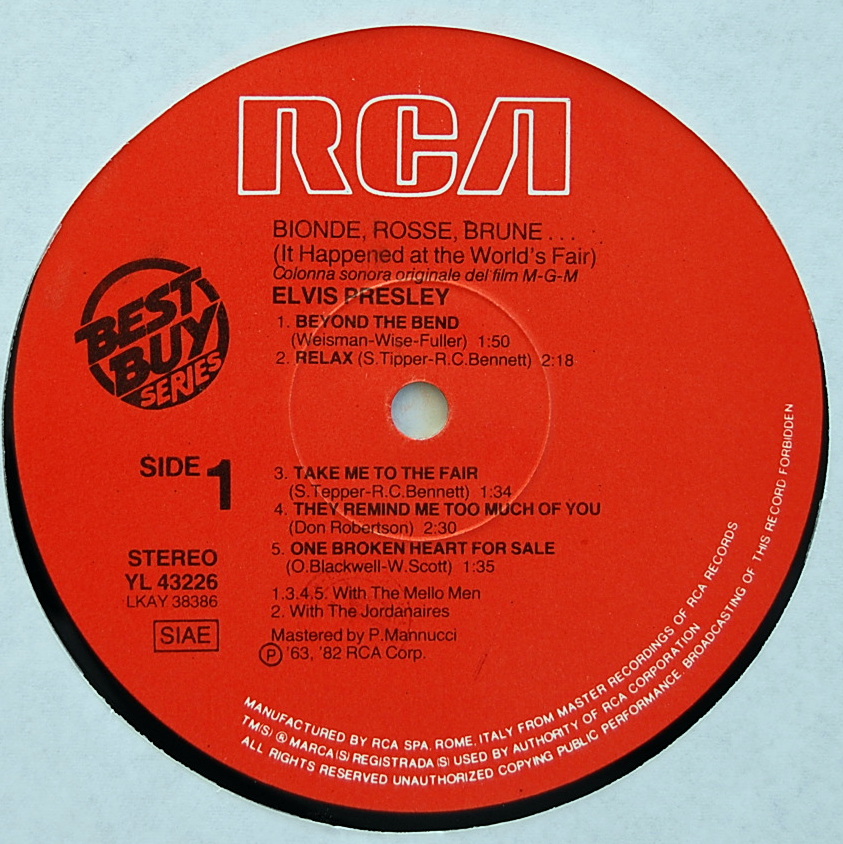 RCA
BIONDE, ROSSE, BRUNE . . .
(It Happened at the World's Fair)
Colonna sonora originale del film M-G-M
ELVIS PRESLEY
1. BEYOND THE BEND
(Weisman-Wise-Fuller) 1:50
2. RELAX (S.Tipper-R.C.Bennett) 2:18
BEST
BUY
SERIES
SIDE 1
3. TAKE ME TO THE FAIR
(S.Tepper-R.C.Bennett) 1:34
4. THEY REMIND ME TOO MUCH OF YOU
(Don Robertson) 2:30
5. ONE BROKEN HEART FOR SALE
(O.Blackwell-W.Scott) 1:35
STEREO
YL 43226
LKAY 38386
SIAE
1.3.4.5. With The Mello Men
2. With The Jordanaires
Mastered by P.Mannucci
Ⓟ '63, '82 RCA Corp.
MANUFACTURED BY RCA SPA, ROME, ITALY FROM MASTER RECORDINGS OF RCA RECORDS
TM(S) ® MARCA(S) REGISTRADA(S) USED BY AUTHORITY OF RCA CORPORATION
ALL RIGHTS RESERVED UNAUTHORIZED COPYING PUBLIC PERFORMANCE BROADCASTING OF THIS RECORD FORBIDDEN